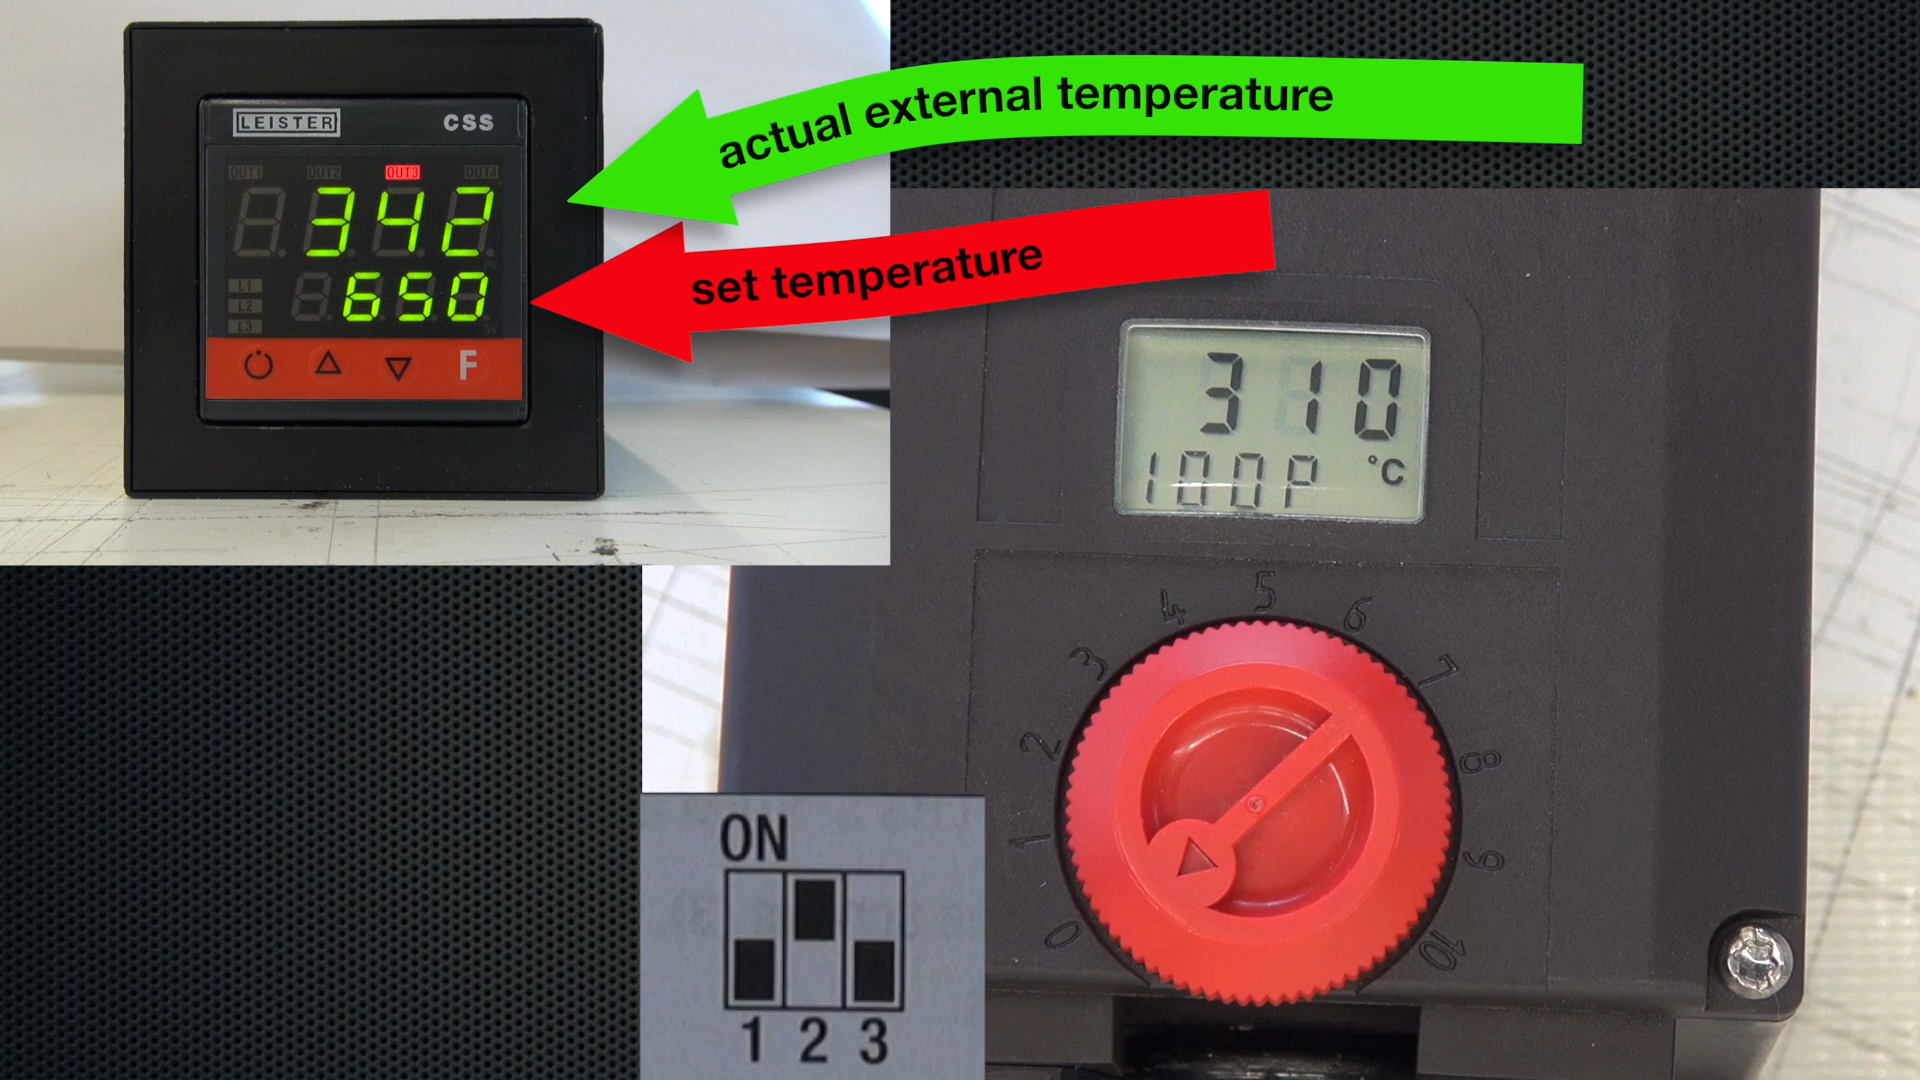 LEISTER CSS
OUT1 OUT2 OUT3 OUT4
342
L1
L2
L3
650
F
actual external temperature
set temperature
310
100P °C
0 1 2 3 4 5 6 7 8 9 10
ON
1 2 3